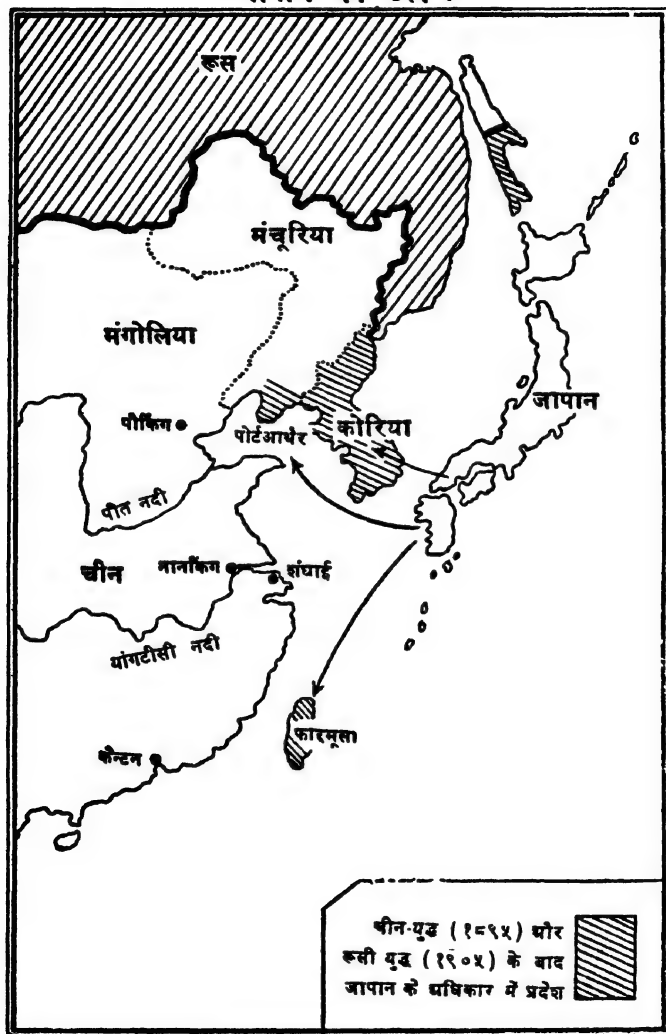 रूस
मंचूरिया
मंगोलिया
जापान
पीकिंग
पोर्टआर्थर
कोरिया
पीत नदी
चीन
नानकिंग
शंघाई
यांगटीसी नदी
फारमूसा
कैन्टन
चीन-युद्ध (१८९५) और
रूसी युद्ध (१९०५) के बाद
जापान के अधिकार में प्रदेश